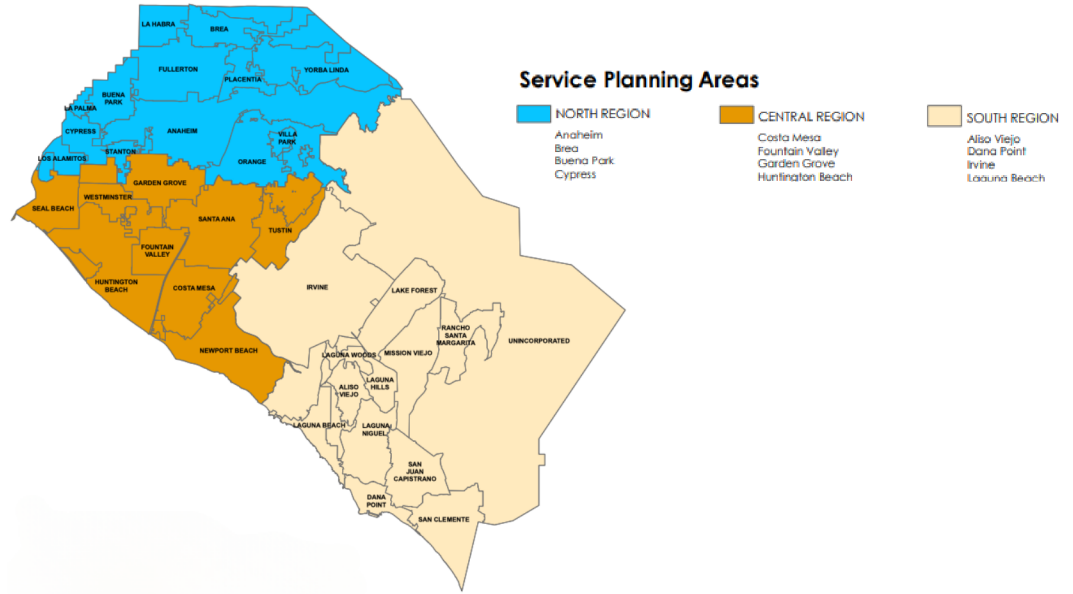 LA HABRA
BREA
FULLERTON
YORBA LINDA
PLACENTIA
BUENA
PARK
LA PALMA
CYPRESS
ANAHEIM
VILLA
PARK
STANTON
LOS ALAMITOS
ORANGE
GARDEN GROVE
WESTMINSTER
SEAL BEACH
SANTA ANA
TUSTIN
FOUNTAIN
VALLEY
HUNTINGTON
BEACH
COSTA MESA
IRVINE
LAKE FOREST
NEWPORT BEACH
RANCHO
SANTA
MARGARITA
UNINCORPORATED
LAGUNA WOODS
MISSION VIEJO
LAGUNA
HILLS
ALISO
VIEJO
LAGUNA BEACH
LAGUNA
NIGUEL
SAN
JUAN
CAPISTRANO
DANA
POINT
SAN CLEMENTE
Service Planning Areas
NORTH REGION
Anaheim
Brea
Buena Park
Cypress
CENTRAL REGION
Costa Mesa
Fountain Valley
Garden Grove
Huntington Beach
SOUTH REGION
Aliso Viejo
Dana Point
Irvine
Laguna Beach